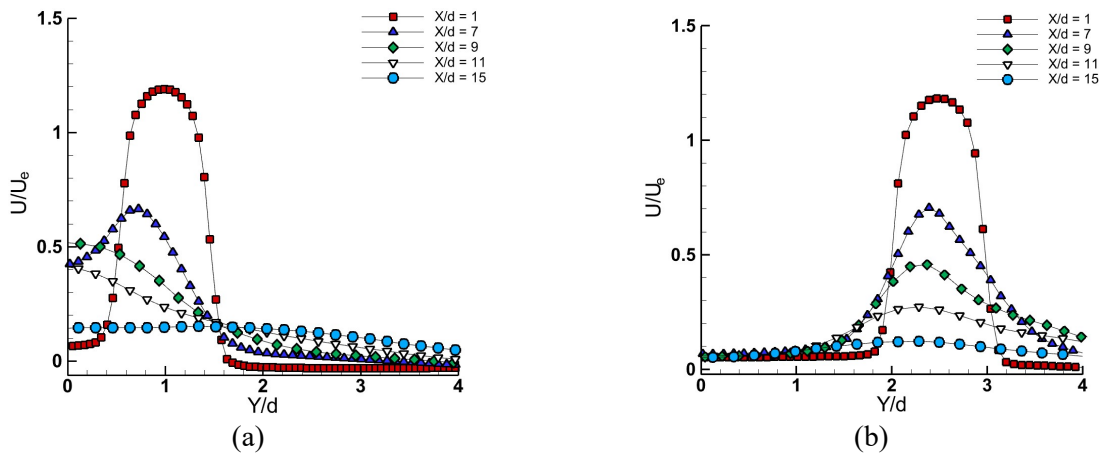 1.5
1
0.5
0
U/Ue
0 1 2 3 4
Y/d
X/d = 1
X/d = 7
X/d = 9
X/d = 11
X/d = 15
(a)
1.5
1
0.5
0
U/Ue
0 1 2 3 4
Y/d
X/d = 1
X/d = 7
X/d = 9
X/d = 11
X/d = 15
(b)